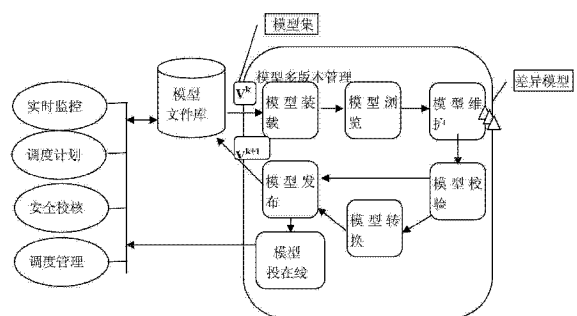 模型集
差异模型
模型多版本管理
V^k
模型
文件库
模型装
载
模型浏
览
模型维
护
实时监控
调度计划
安全校核
调度管理
V^{k+1}
模型发
布
模型校
验
模型转
换
模型
投在线